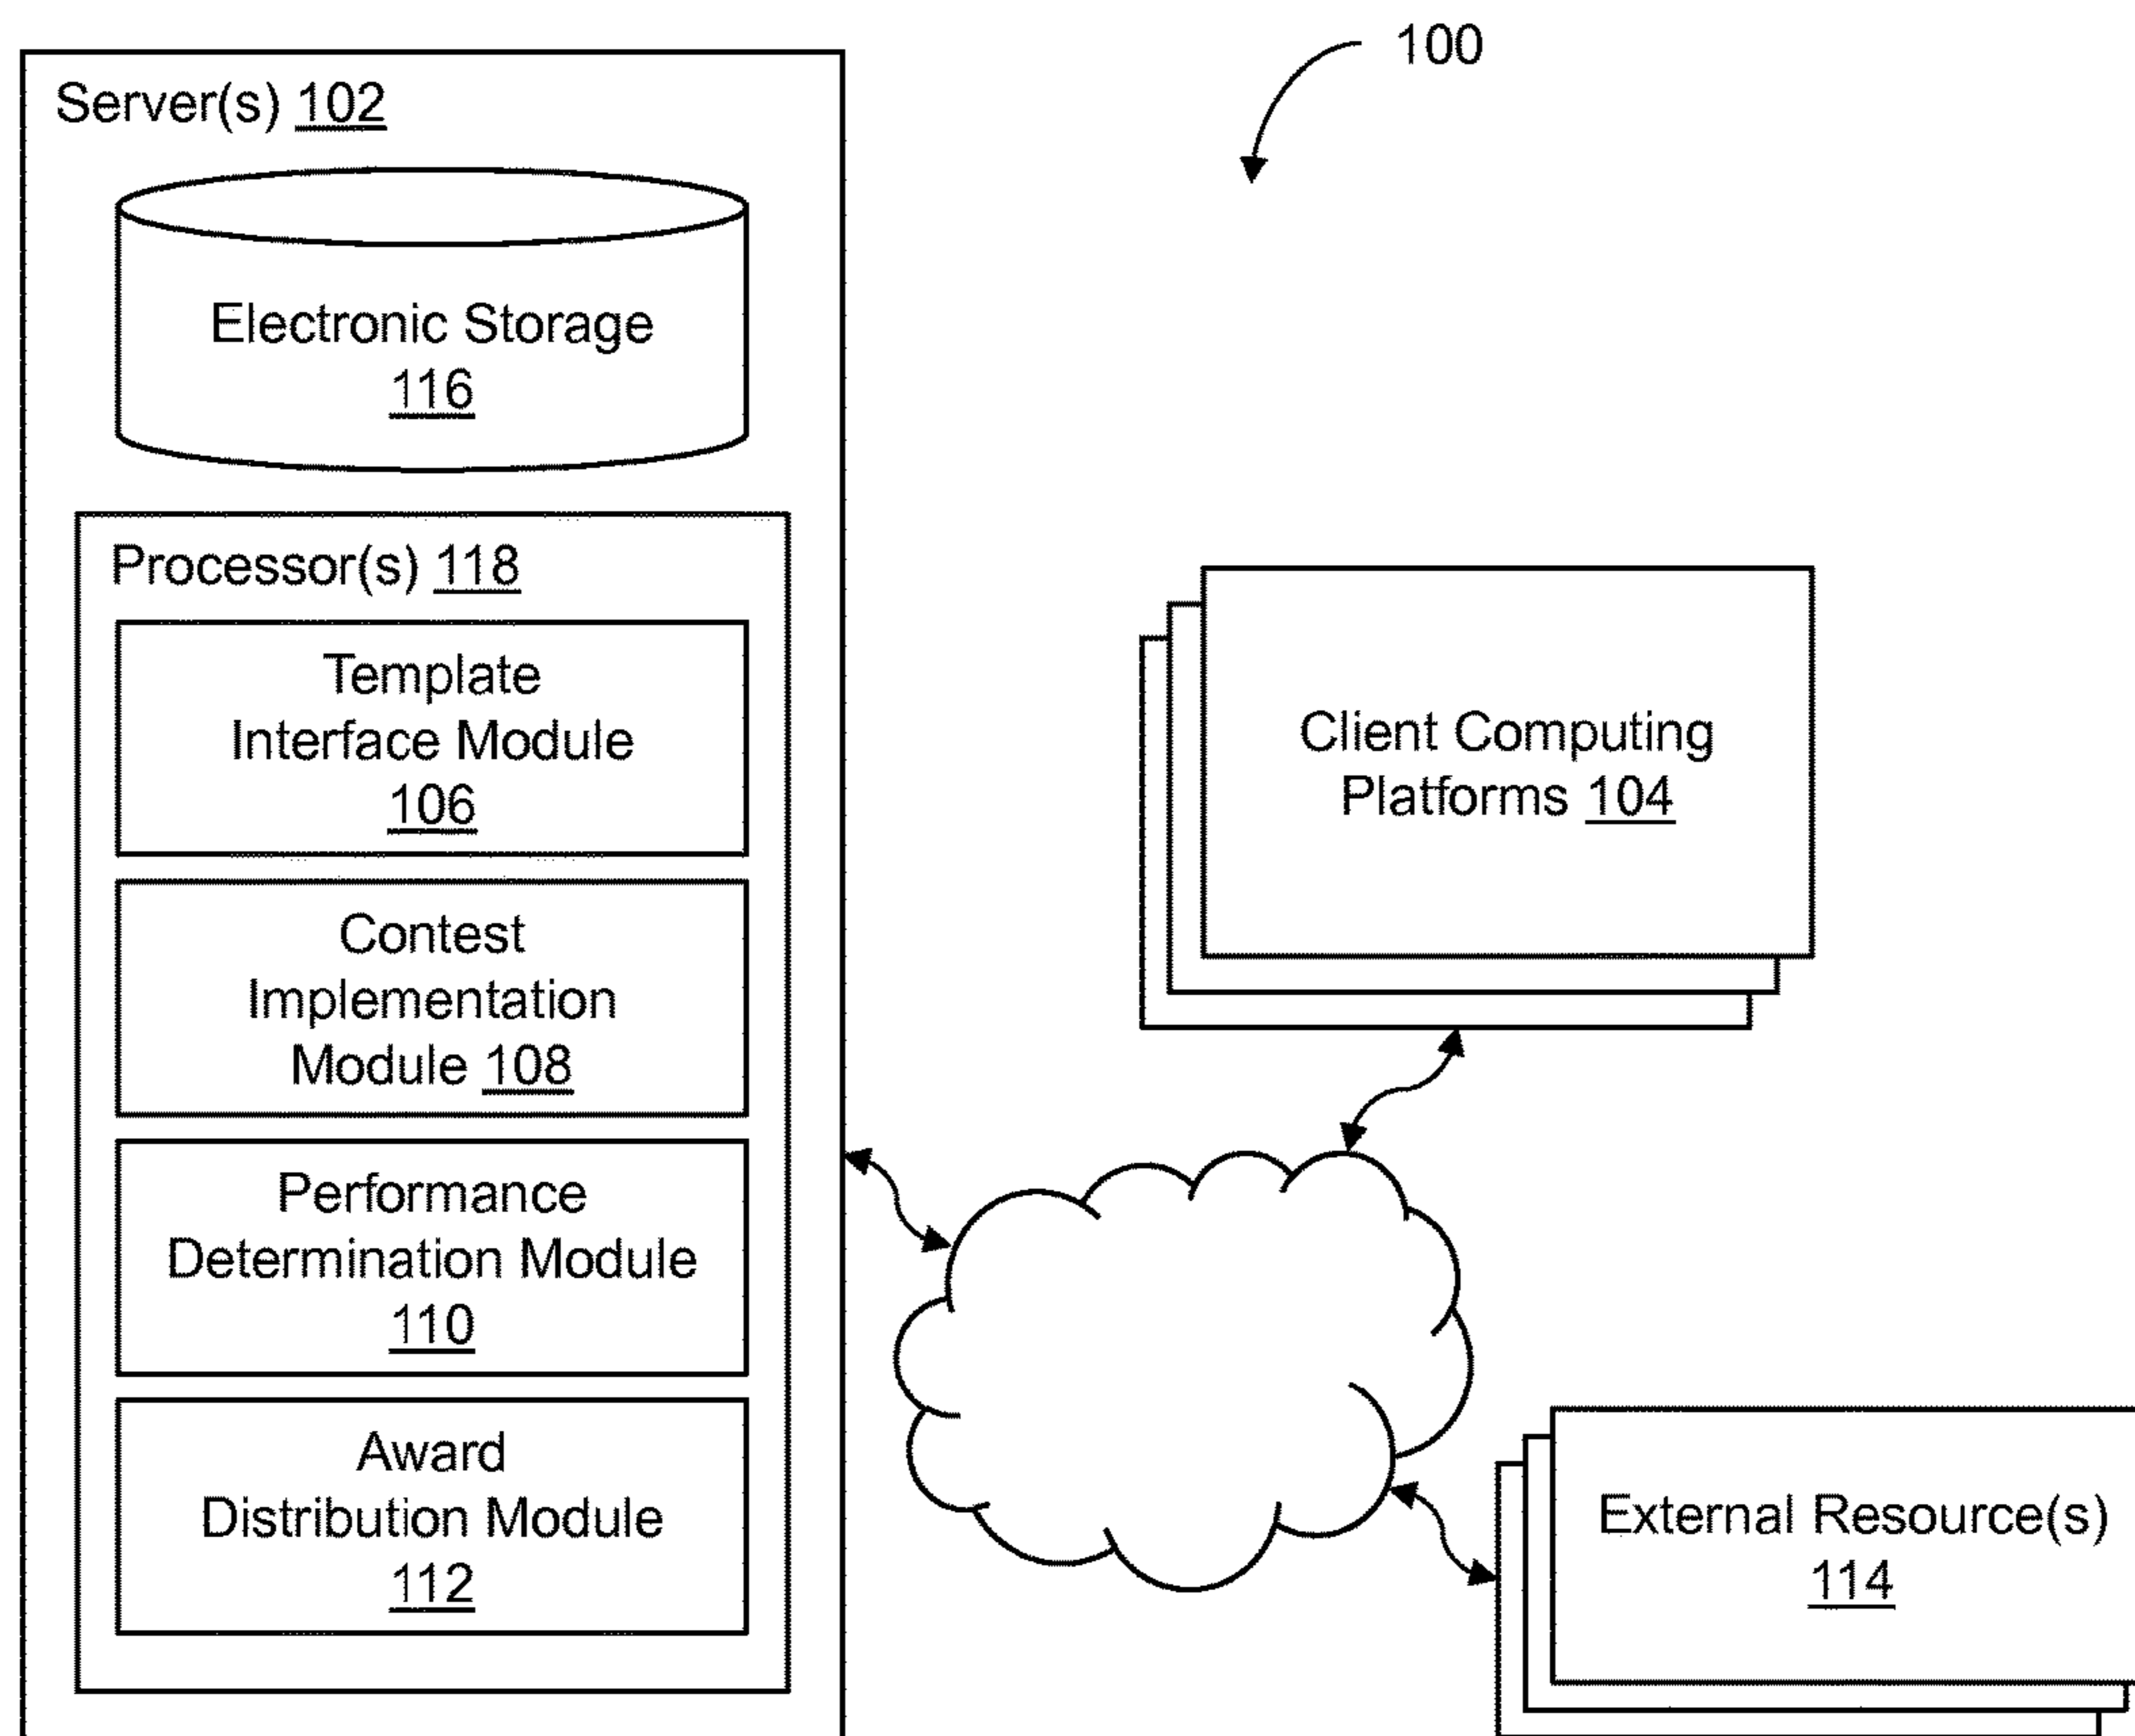 100
Server(s) 102
Electronic Storage
116
Processor(s) 118
Template
Interface Module
106
Contest
Implementation
Module 108
Performance
Determination Module
110
Award
Distribution Module
112
Client Computing
Platforms 104
External Resource(s)
114